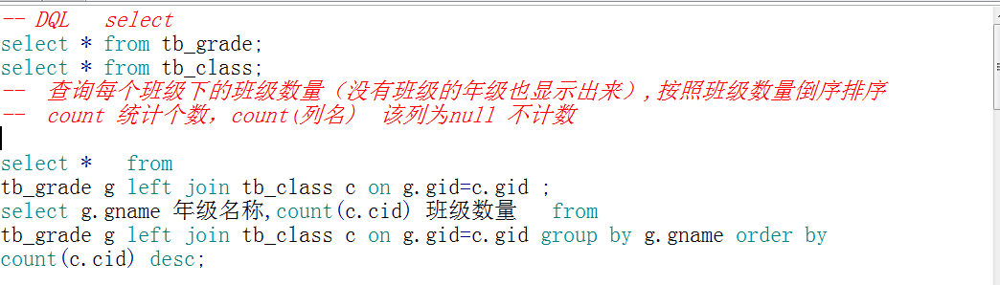 -- DQL   select
select * from tb_grade;
select * from tb_class;
--  查询每个班级下的班级数量（没有班级的年级也显示出来）,按照班级数量倒序排序
--  count 统计个数，count(列名)  该列为null 不计数
select *   from
tb_grade g left join tb_class c on g.gid=c.gid ;
select g.gname 年级名称,count(c.cid) 班级数量   from
tb_grade g left join tb_class c on g.gid=c.gid group by g.gname order by
count(c.cid) desc;